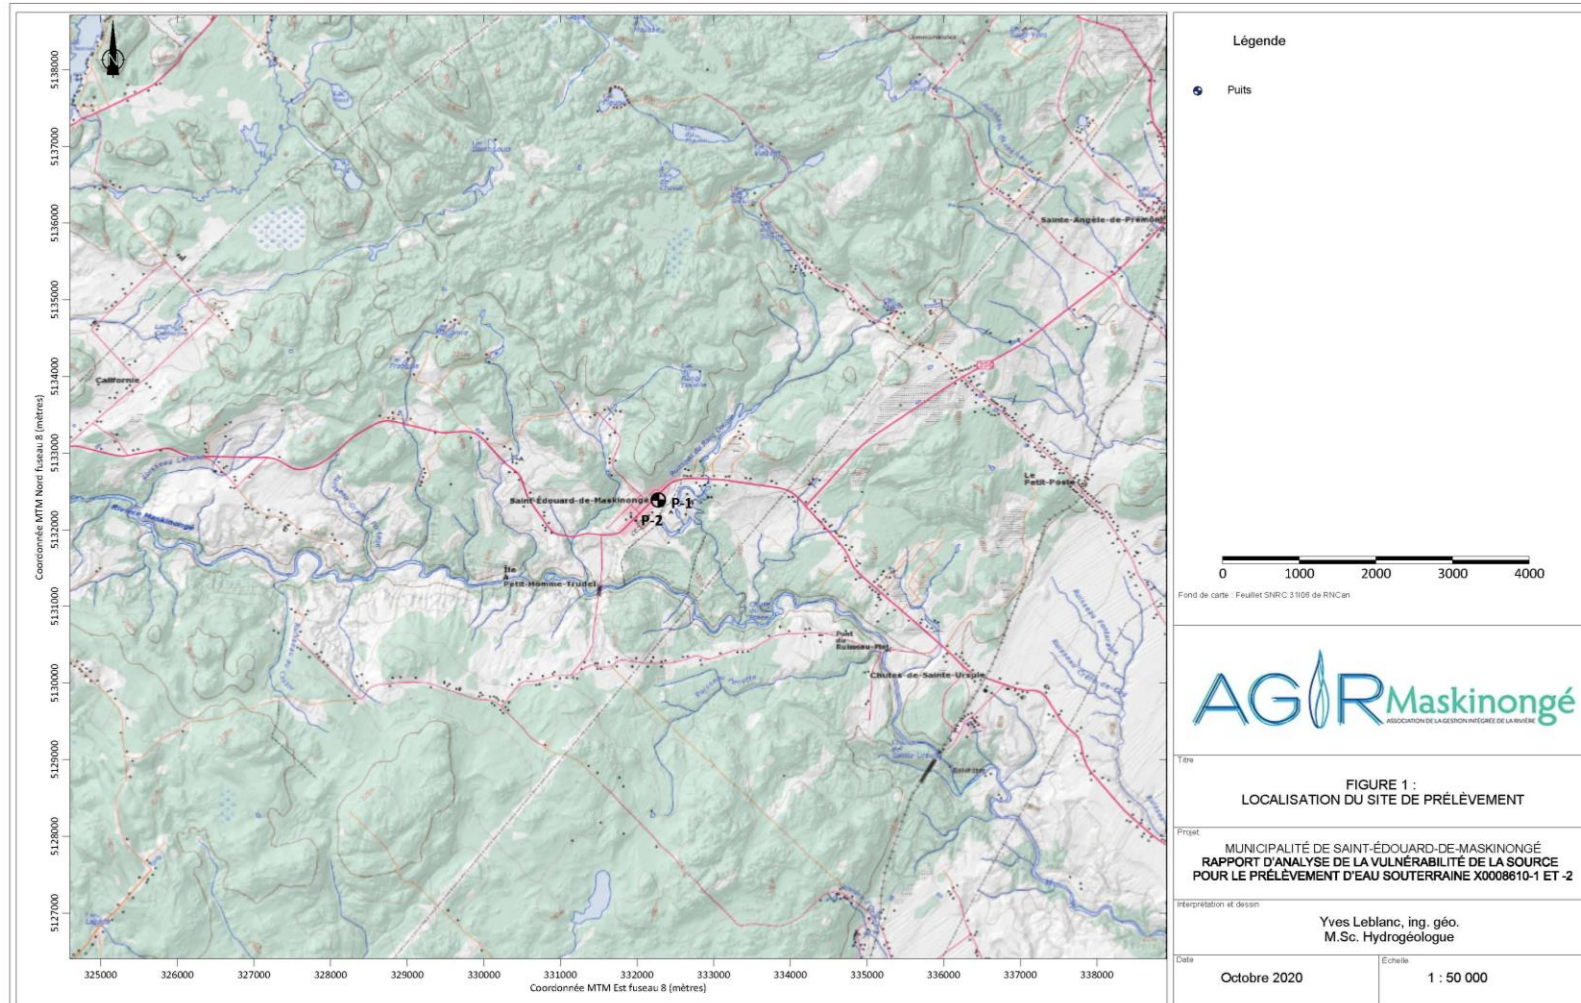 N
5138000
5137000
5136000
5135000
5134000
5133000
5132000
5131000
5130000
5129000
5128000
5127000
Coordonnée MTM Nord fuseau 8 (mètres)
Sainte-Angèle-de-Prémont
Californie
Saint-Édouard-de-Maskinongé
P-1
P-2
Le
Petit-Poste
Rivière Maskinongé
Île
à
Petit-Homme-Trudel
Pont
du
Ruisseau-Plat
Chutes-de-Sainte-Ursule
325000
326000
327000
328000
329000
330000
331000
332000
333000
334000
335000
336000
337000
338000
Coordonnée MTM Est fuseau 8 (mètres)
Légende
Puits
0 1000 2000 3000 4000
Fond de carte : Feuillet SNRC 31I06 de RNCan
AGIR Maskinongé
ASSOCIATION DE LA GESTION INTÉGRÉE DE LA RIVIÈRE
Titre
FIGURE 1 :
LOCALISATION DU SITE DE PRÉLÈVEMENT
Projet
MUNICIPALITÉ DE SAINT-ÉDOUARD-DE-MASKINONGÉ
RAPPORT D'ANALYSE DE LA VULNÉRABILITÉ DE LA SOURCE
POUR LE PRÉLÈVEMENT D'EAU SOUTERRAINE X0008610-1 ET -2
Interprétation et dessin
Yves Leblanc, ing. géo.
M.Sc. Hydrogéologue
Date
Octobre 2020
Échelle
1 : 50 000